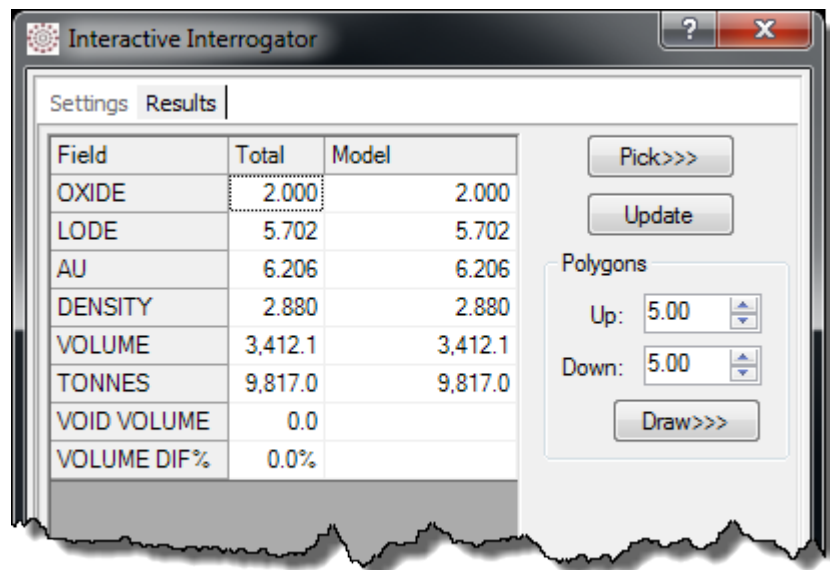 Interactive Interrogator
? X
Settings Results
Field Total Model
OXIDE 2.000 2.000
LODE 5.702 5.702
AU 6.206 6.206
DENSITY 2.880 2.880
VOLUME 3,412.1 3,412.1
TONNES 9,817.0 9,817.0
VOID VOLUME 0.0
VOLUME DIF% 0.0%
Pick>>>
Update
Polygons
Up: 5.00
Down: 5.00
Draw>>>